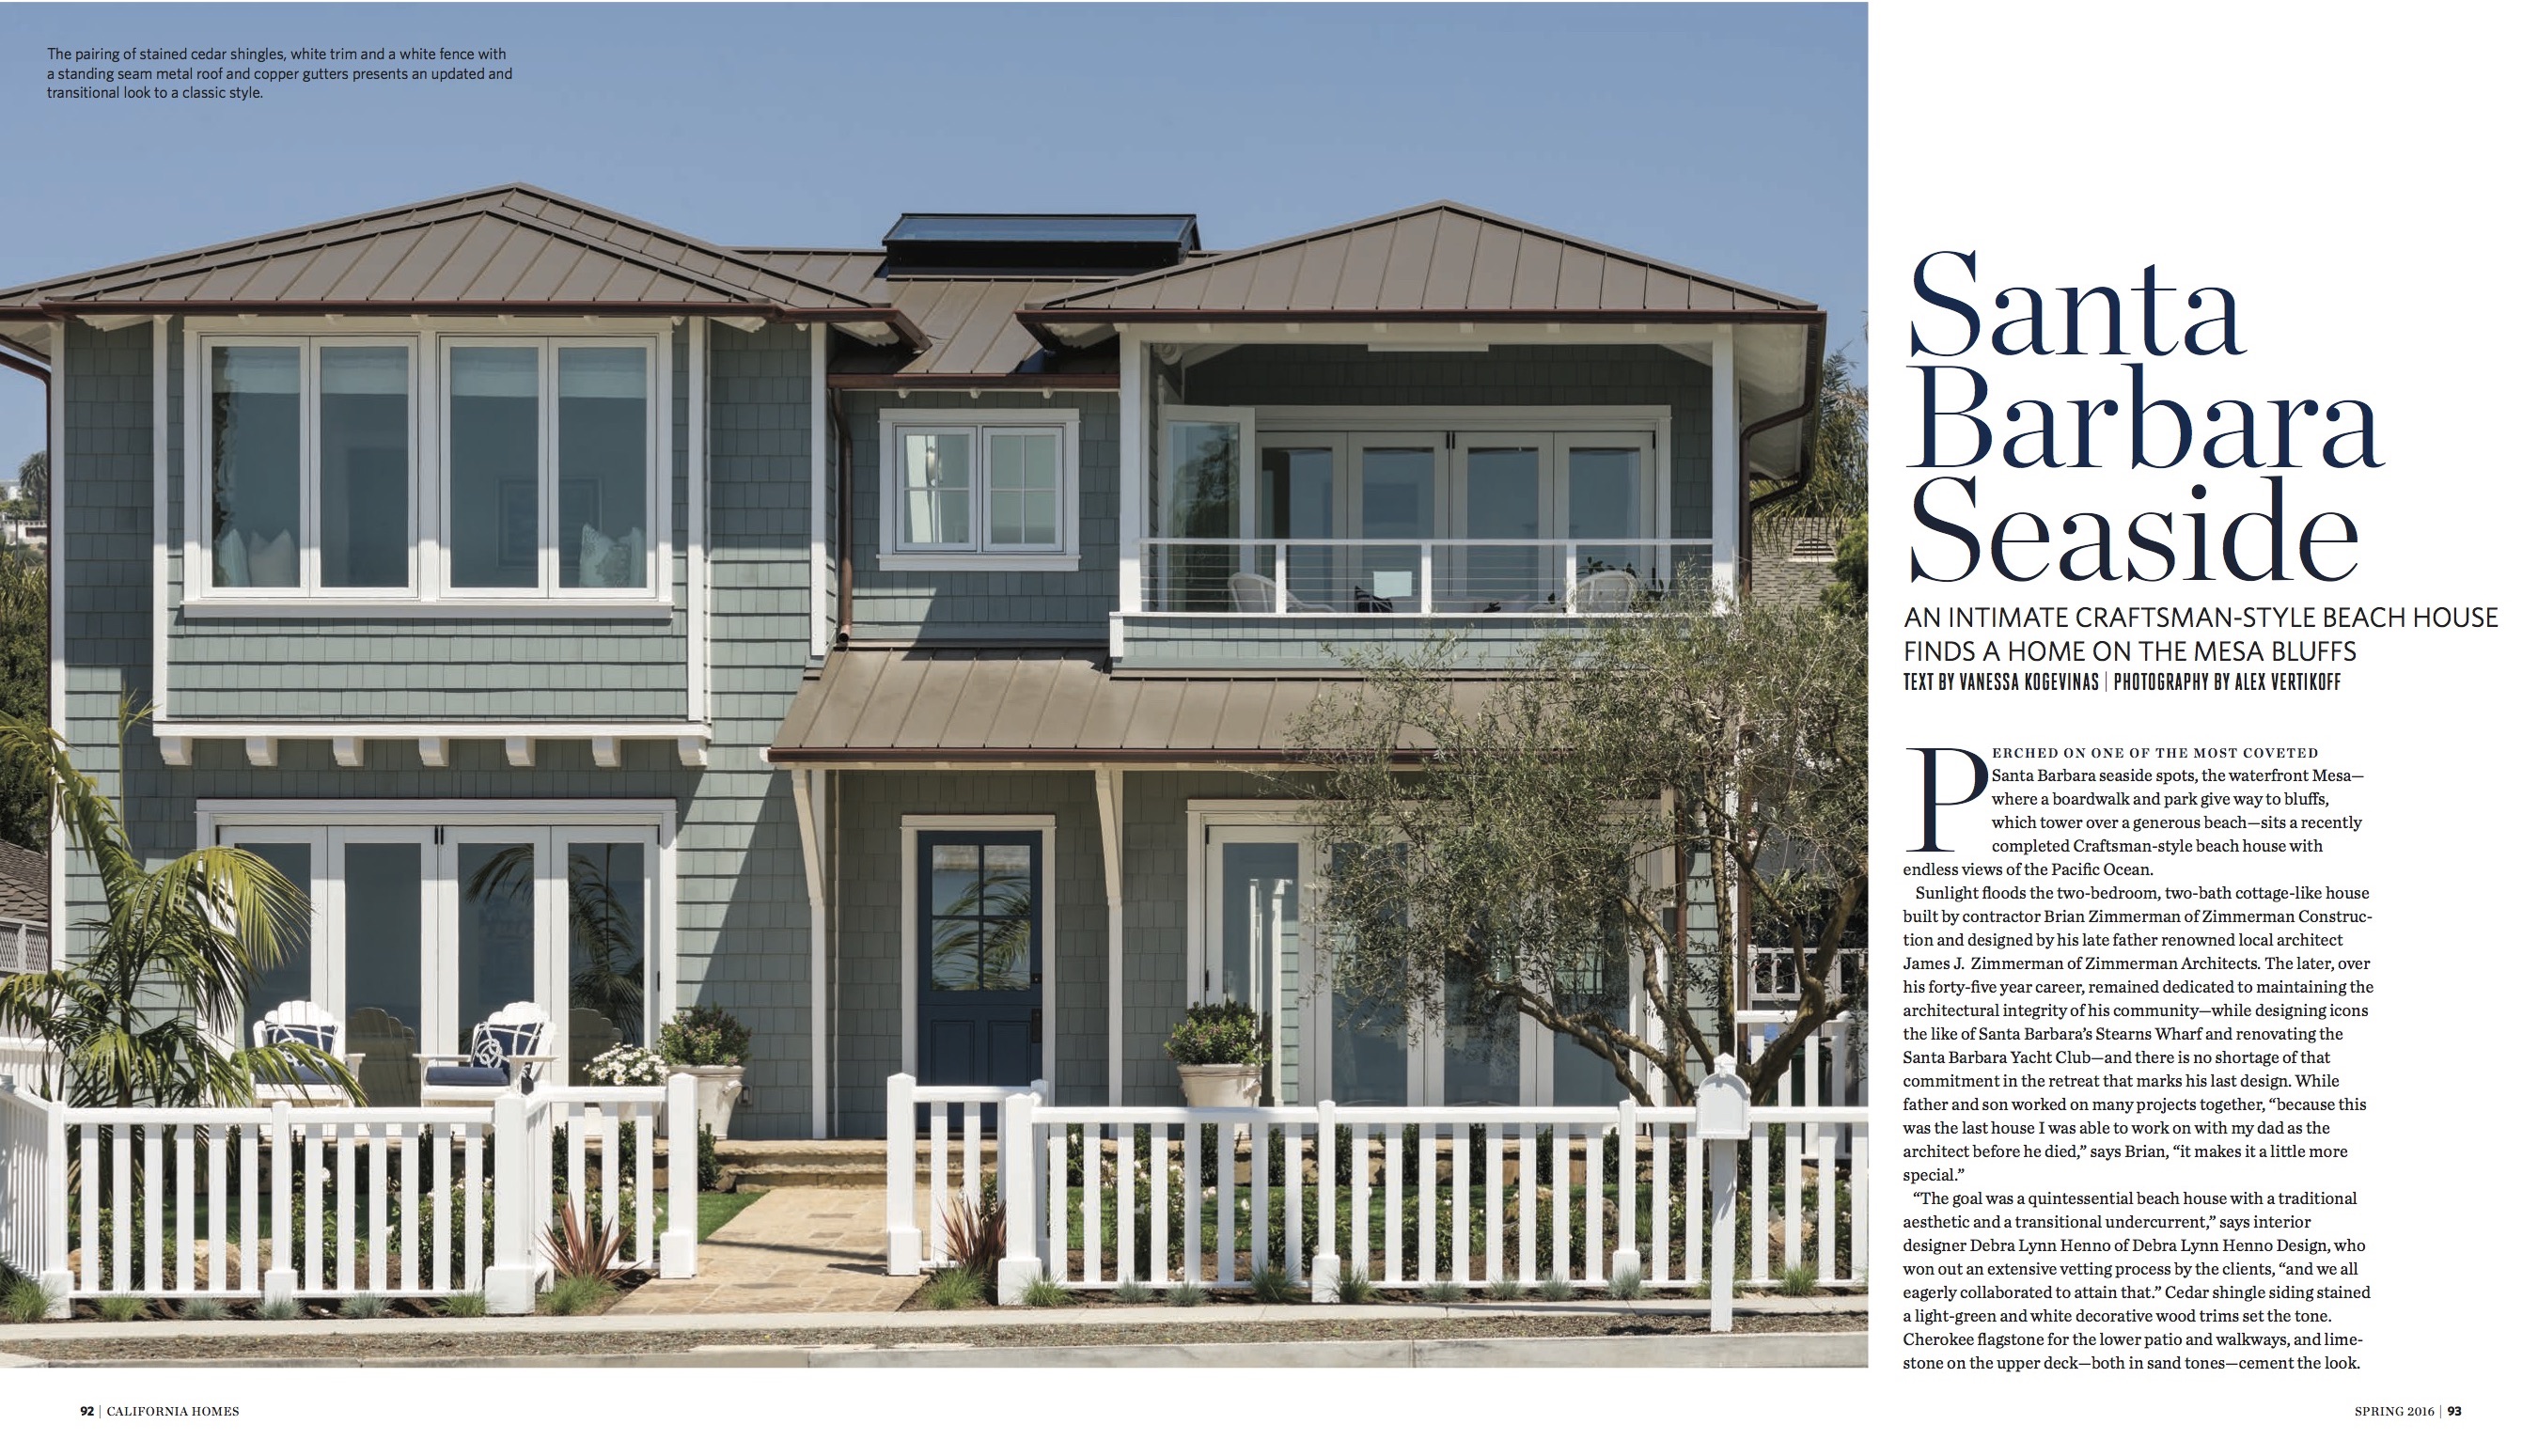 The pairing of stained cedar shingles, white trim and a white fence with
a standing seam metal roof and copper gutters presents an updated and
transitional look to a classic style.
Santa
Barbara
Seaside
AN INTIMATE CRAFTSMAN-STYLE BEACH HOUSE
FINDS A HOME ON THE MESA BLUFFS
TEXT BY VANESSA KOGEVINAS | PHOTOGRAPHY BY ALEX VERTIKOFF
PERCHED ON ONE OF THE MOST COVETED
Santa Barbara seaside spots, the waterfront Mesa—
where a boardwalk and park give way to bluffs,
which tower over a generous beach—sits a recently
completed Craftsman-style beach house with
endless views of the Pacific Ocean.
Sunlight floods the two-bedroom, two-bath cottage-like house
built by contractor Brian Zimmerman of Zimmerman Construc-
tion and designed by his late father renowned local architect
James J. Zimmerman of Zimmerman Architects. The later, over
his forty-five year career, remained dedicated to maintaining the
architectural integrity of his community—while designing icons
the like of Santa Barbara’s Stearns Wharf and renovating the
Santa Barbara Yacht Club—and there is no shortage of that
commitment in the retreat that marks his last design. While
father and son worked on many projects together, “because this
was the last house I was able to work on with my dad as the
architect before he died,” says Brian, “it makes it a little more
special.”
“The goal was a quintessential beach house with a traditional
aesthetic and a transitional undercurrent,” says interior
designer Debra Lynn Henno of Debra Lynn Henno Design, who
won out an extensive vetting process by the clients, “and we all
eagerly collaborated to attain that.” Cedar shingle siding stained
a light-green and white decorative wood trims set the tone.
Cherokee flagstone for the lower patio and walkways, and lime-
stone on the upper deck—both in sand tones—cement the look.
92 | CALIFORNIA HOMES
SPRING 2016 | 93